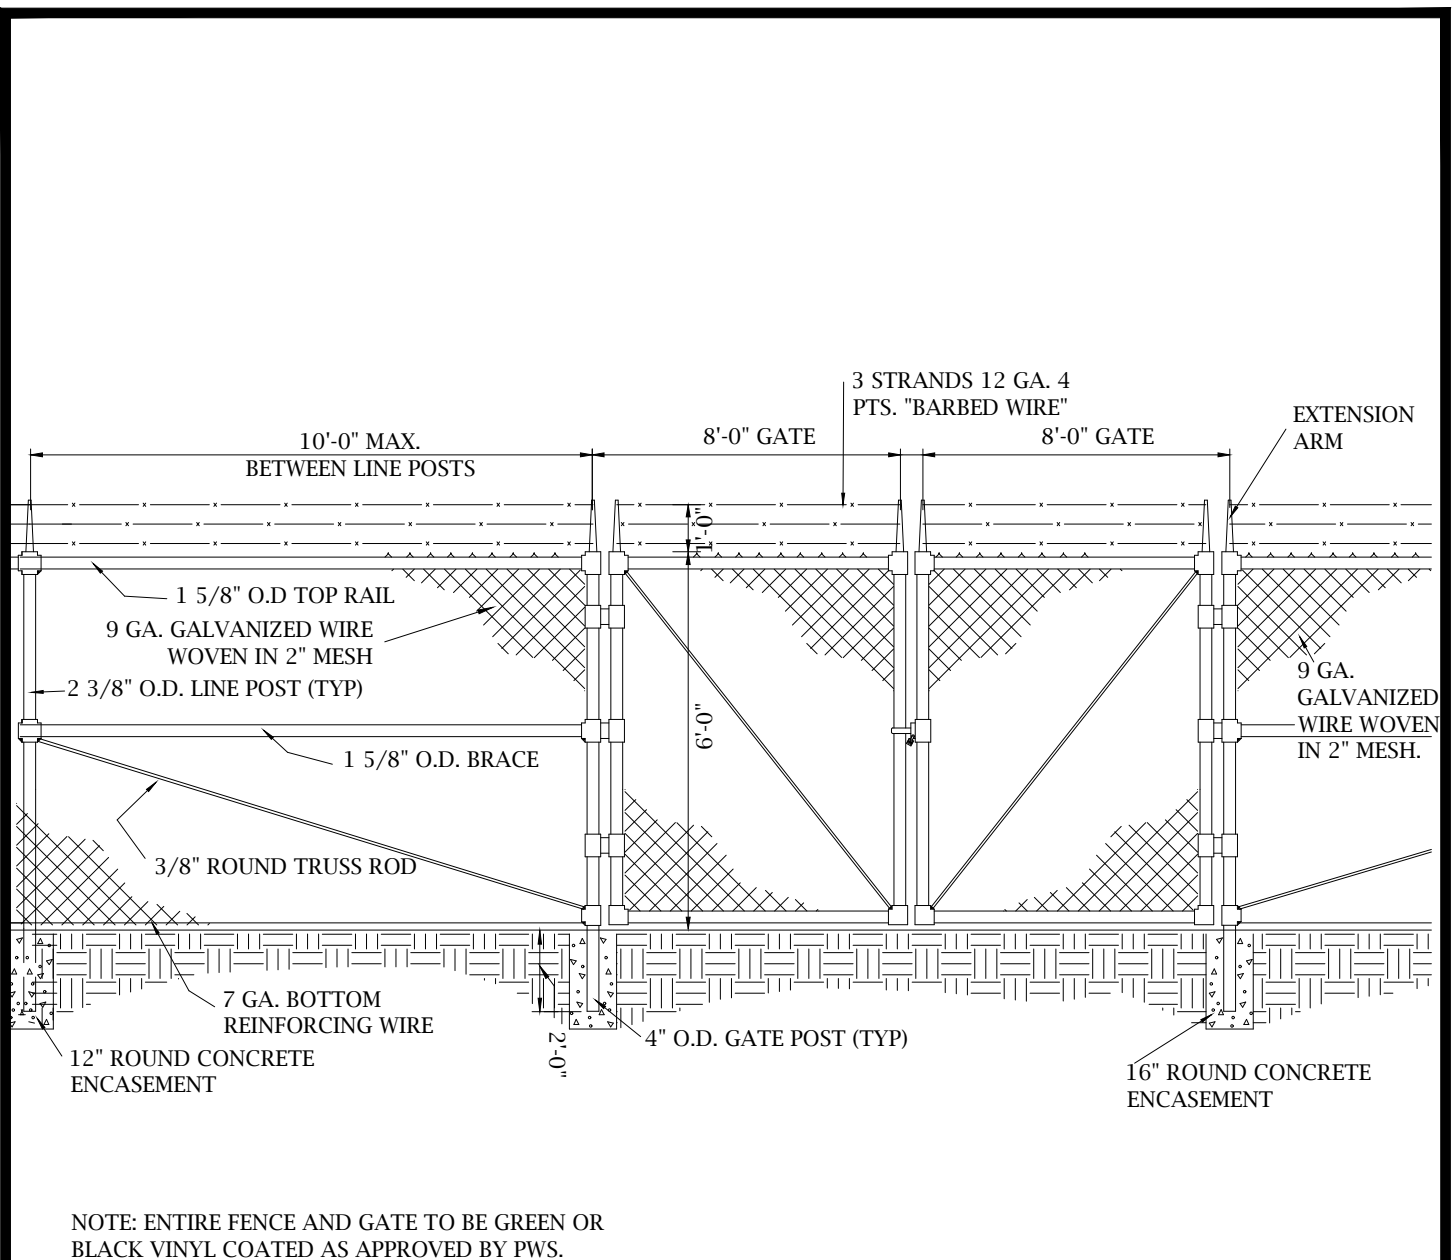 3 STRANDS 12 GA. 4
PTS. "BARBED WIRE"
EXTENSION
ARM
10'-0" MAX.
BETWEEN LINE POSTS
8'-0" GATE
8'-0" GATE
1'-0"
1 5/8" O.D TOP RAIL
9 GA. GALVANIZED WIRE
WOVEN IN 2" MESH
2 3/8" O.D. LINE POST (TYP)
6'-0"
9 GA.
GALVANIZED
WIRE WOVEN
IN 2" MESH.
1 5/8" O.D. BRACE
3/8" ROUND TRUSS ROD
7 GA. BOTTOM
REINFORCING WIRE
2'-0"
4" O.D. GATE POST (TYP)
12" ROUND CONCRETE
ENCASEMENT
16" ROUND CONCRETE
ENCASEMENT
NOTE: ENTIRE FENCE AND GATE TO BE GREEN OR
BLACK VINYL COATED AS APPROVED BY PWS.